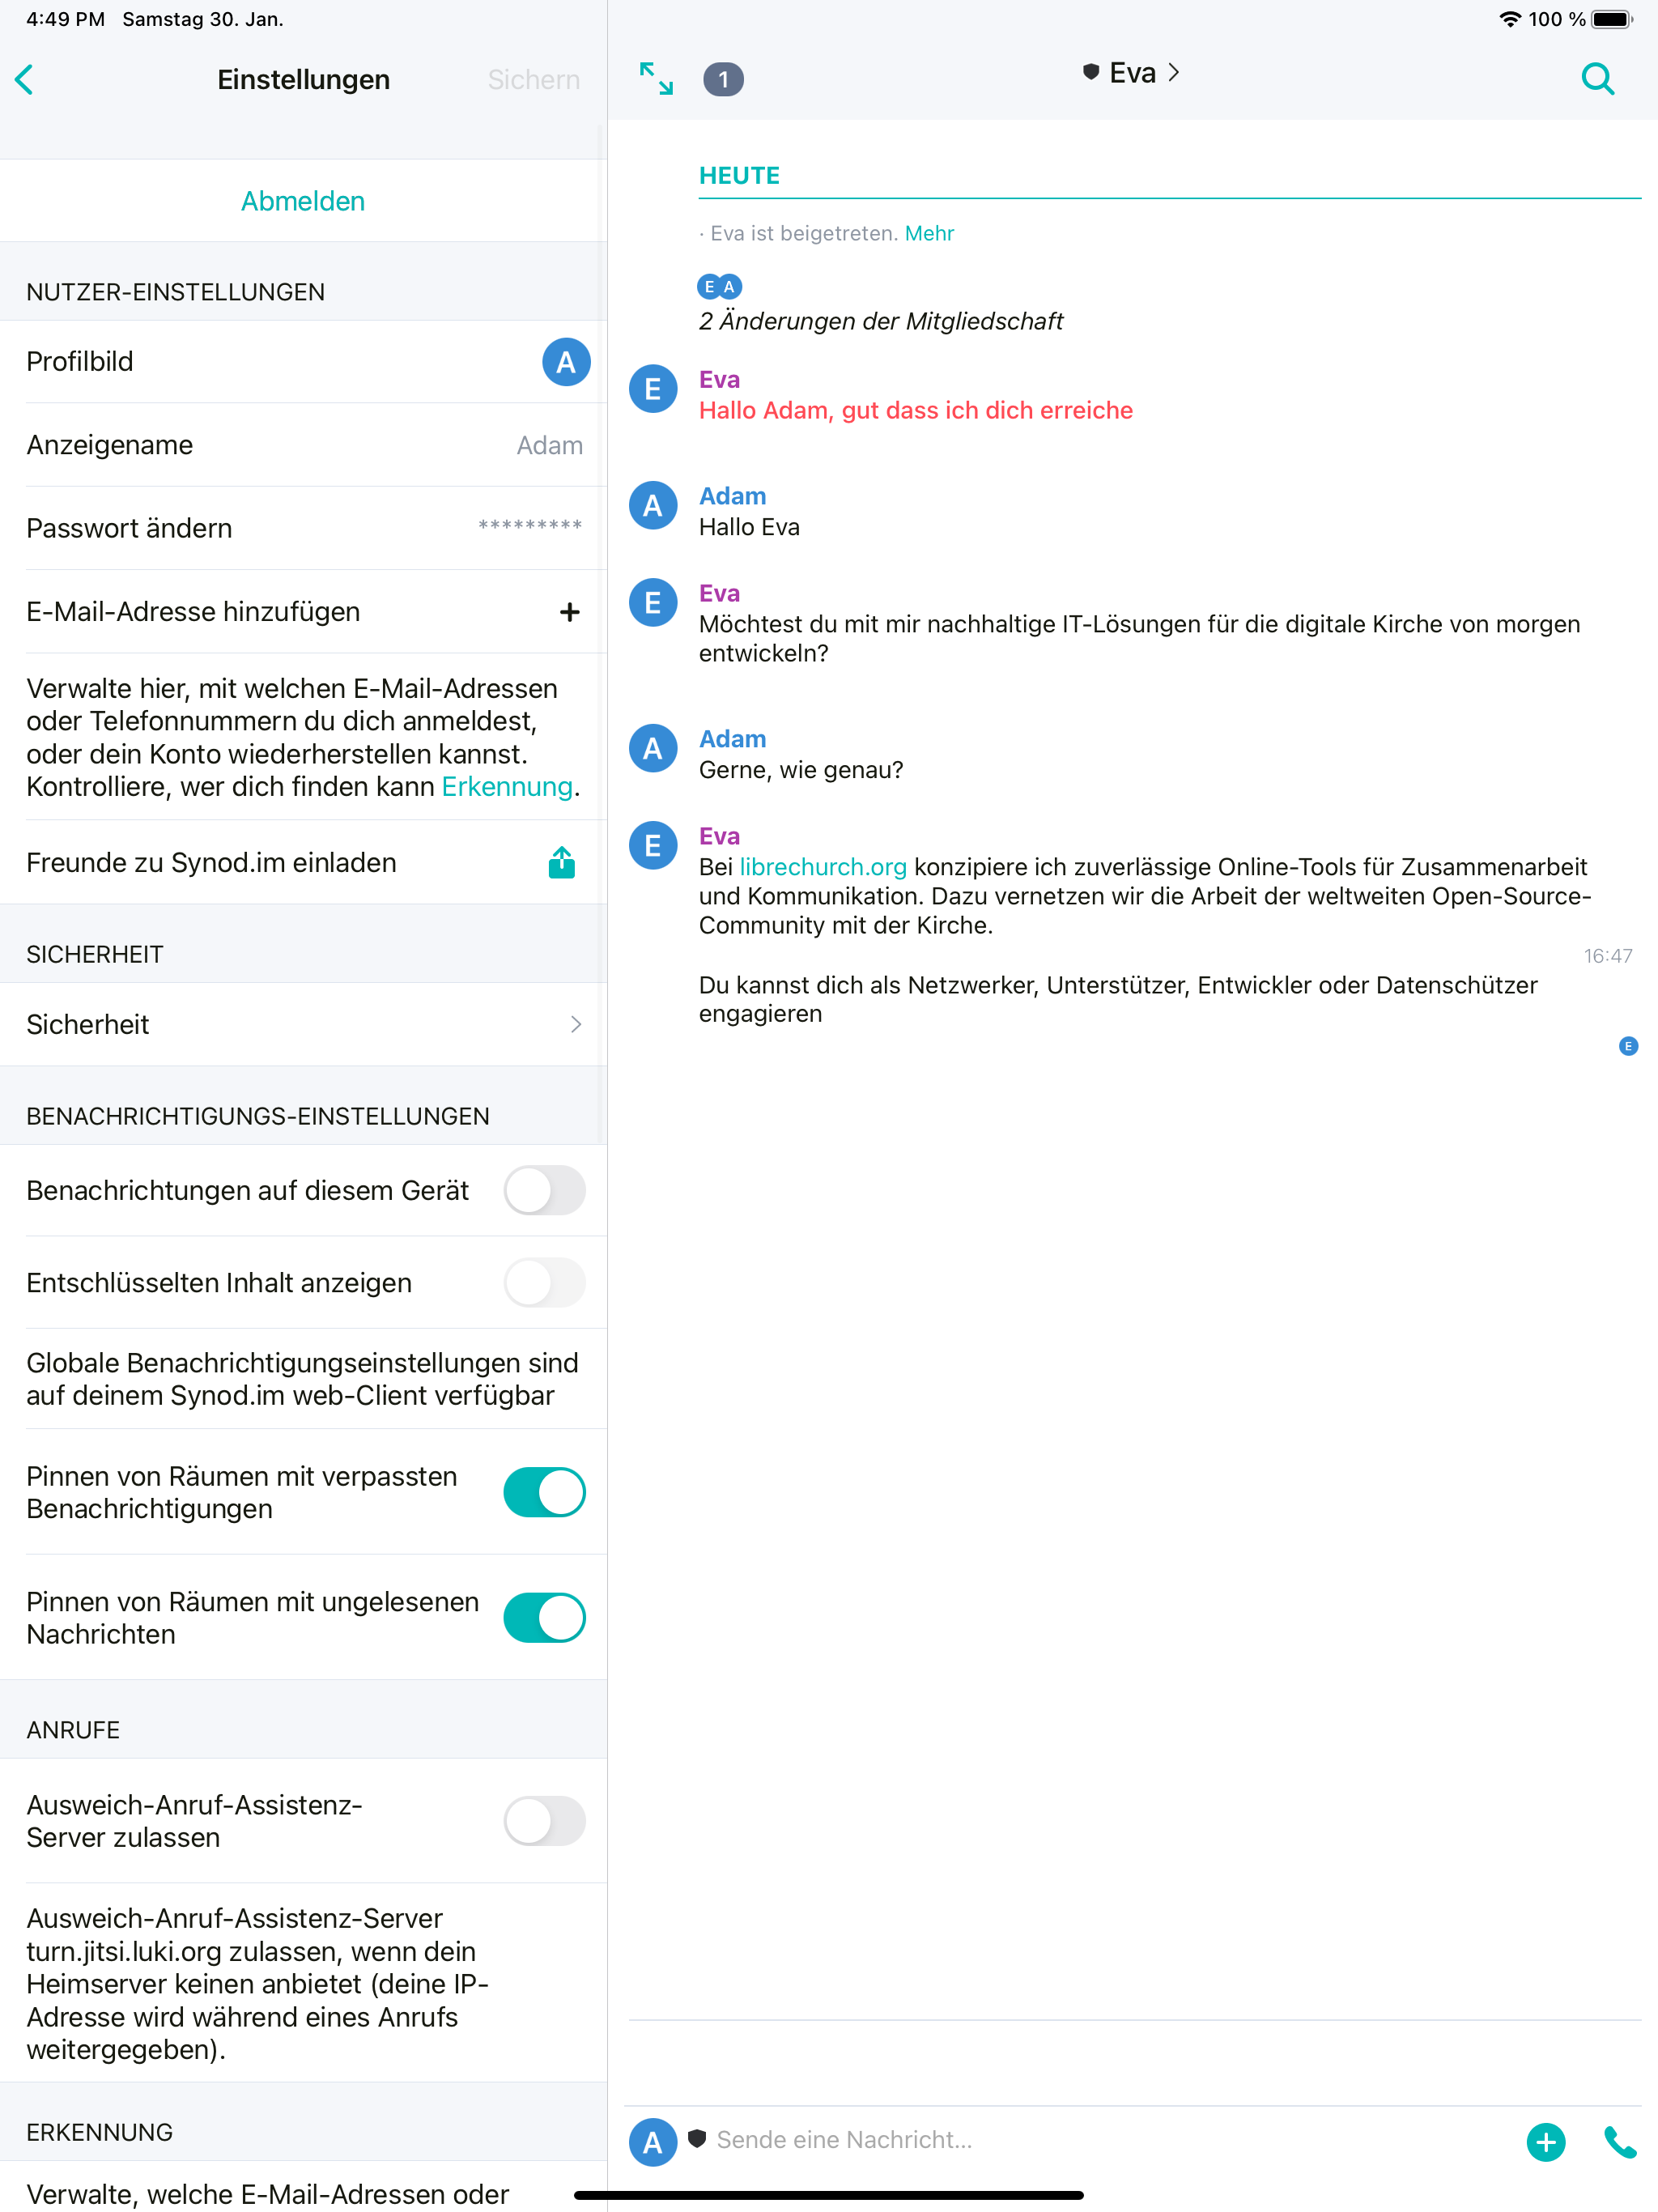 4:49 PM Samstag 30. Jan.
100 %
Einstellungen
Sichern
Abmelden
NUTZER-EINSTELLUNGEN
Profilbild
A
Anzeigename
Adam
Passwort ändern
*********
E-Mail-Adresse hinzufügen
Verwalte hier, mit welchen E-Mail-Adressen
oder Telefonnummern du dich anmeldest,
oder dein Konto wiederherstellen kannst.
Kontrolliere, wer dich finden kann Erkennung.
Freunde zu Synod.im einladen
SICHERHEIT
Sicherheit
BENACHRICHTIGUNGS-EINSTELLUNGEN
Benachrichtungen auf diesem Gerät
Entschlüsselten Inhalt anzeigen
Globale Benachrichtigungseinstellungen sind
auf deinem Synod.im web-Client verfügbar
Pinnen von Räumen mit verpassten
Benachrichtigungen
Pinnen von Räumen mit ungelesenen
Nachrichten
ANRUFE
Ausweich-Anruf-Assistenz-
Server zulassen
Ausweich-Anruf-Assistenz-Server
turn.jitsi.luki.org zulassen, wenn dein
Heimserver keinen anbietet (deine IP-
Adresse wird während eines Anrufs
weitergegeben).
ERKENNUNG
Verwalte, welche E-Mail-Adressen oder
1
Eva
HEUTE
· Eva ist beigetreten. Mehr
E A
2 Änderungen der Mitgliedschaft
E
Eva
Hallo Adam, gut dass ich dich erreiche
A
Adam
Hallo Eva
E
Eva
Möchtest du mit mir nachhaltige IT-Lösungen für die digitale Kirche von morgen
entwickeln?
A
Adam
Gerne, wie genau?
E
Eva
Bei librechurch.org konzipiere ich zuverlässige Online-Tools für Zusammenarbeit
und Kommunikation. Dazu vernetzen wir die Arbeit der weltweiten Open-Source-
Community mit der Kirche.
16:47
Du kannst dich als Netzwerker, Unterstützer, Entwickler oder Datenschützer
engagieren
E
A
Sende eine Nachricht...